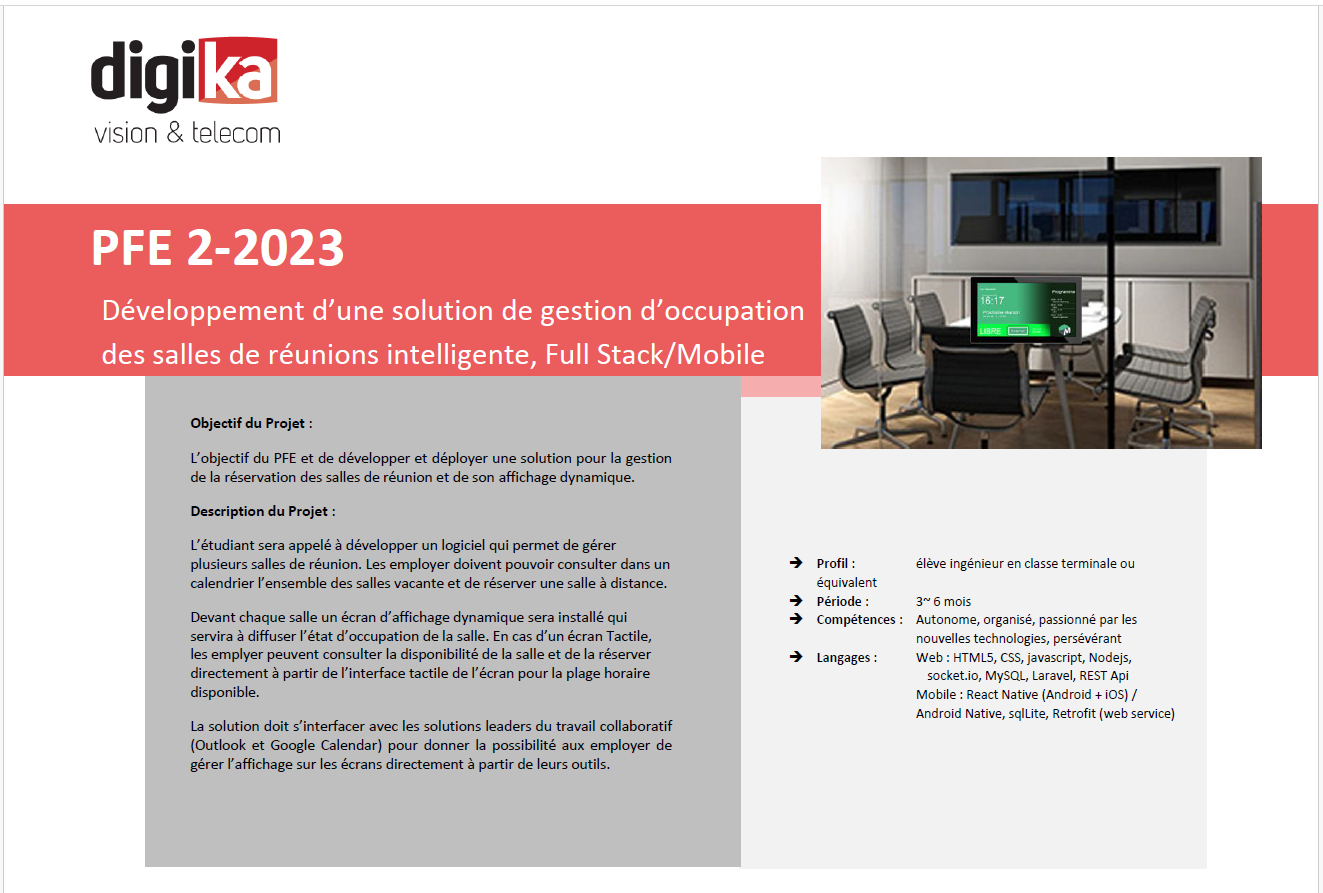 digika
vision & telecom
PFE 2-2023
Développement d’une solution de gestion d’occupation
des salles de réunions intelligente, Full Stack/Mobile
16:17
Programme
LIBRE
Objectif du Projet :
L’objectif du PFE et de développer et déployer une solution pour la gestion
de la réservation des salles de réunion et de son affichage dynamique.
Description du Projet :
L’étudiant sera appelé à développer un logiciel qui permet de gérer
plusieurs salles de réunion. Les employer doivent pouvoir consulter dans un
calendrier l’ensemble des salles vacante et de réserver une salle à distance.
Devant chaque salle un écran d’affichage dynamique sera installé qui
servira à diffuser l’état d’occupation de la salle. En cas d’un écran Tactile,
les emplyer peuvent consulter la disponibilité de la salle et de la réserver
directement à partir de l’interface tactile de l’écran pour la plage horaire
disponible.
La solution doit s’interfacer avec les solutions leaders du travail collaboratif
(Outlook et Google Calendar) pour donner la possibilité aux employer de
gérer l’affichage sur les écrans directement à partir de leurs outils.
➔ Profil : élève ingénieur en classe terminale ou
équivalent
➔ Période : 3~ 6 mois
➔ Compétences : Autonome, organisé, passionné par les
nouvelles technologies, persévérant
➔ Langages : Web : HTML5, CSS, javascript, Nodejs,
socket.io, MySQL, Laravel, REST Api
Mobile : React Native (Android + iOS) /
Android Native, sqlLite, Retrofit (web service)